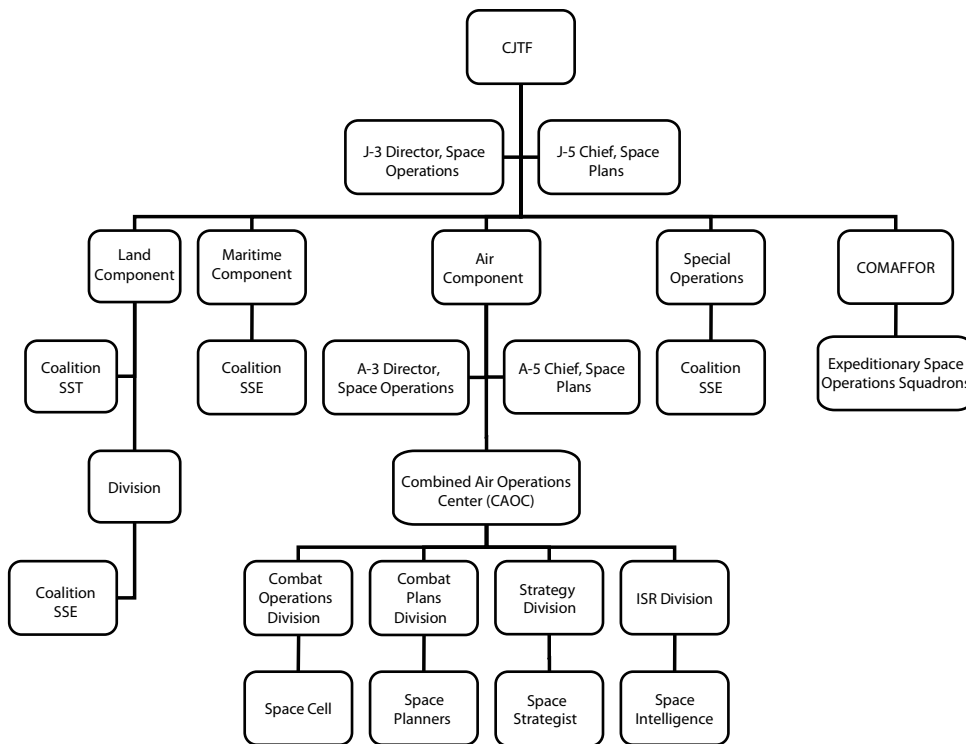 CJTF
J-3 Director, Space
Operations
J-5 Chief, Space
Plans
Land
Component
Maritime
Component
Air
Component
Special
Operations
COMAFFOR
Coalition
SST
Coalition
SSE
A-3 Director,
Space Operations
A-5 Chief, Space
Plans
Coalition
SSE
Expeditionary Space
Operations Squadrons
Division
Combined Air Operations
Center (CAOC)
Coalition
SSE
Combat
Operations
Division
Combat
Plans
Division
Strategy
Division
ISR Division
Space Cell
Space
Planners
Space
Strategist
Space
Intelligence